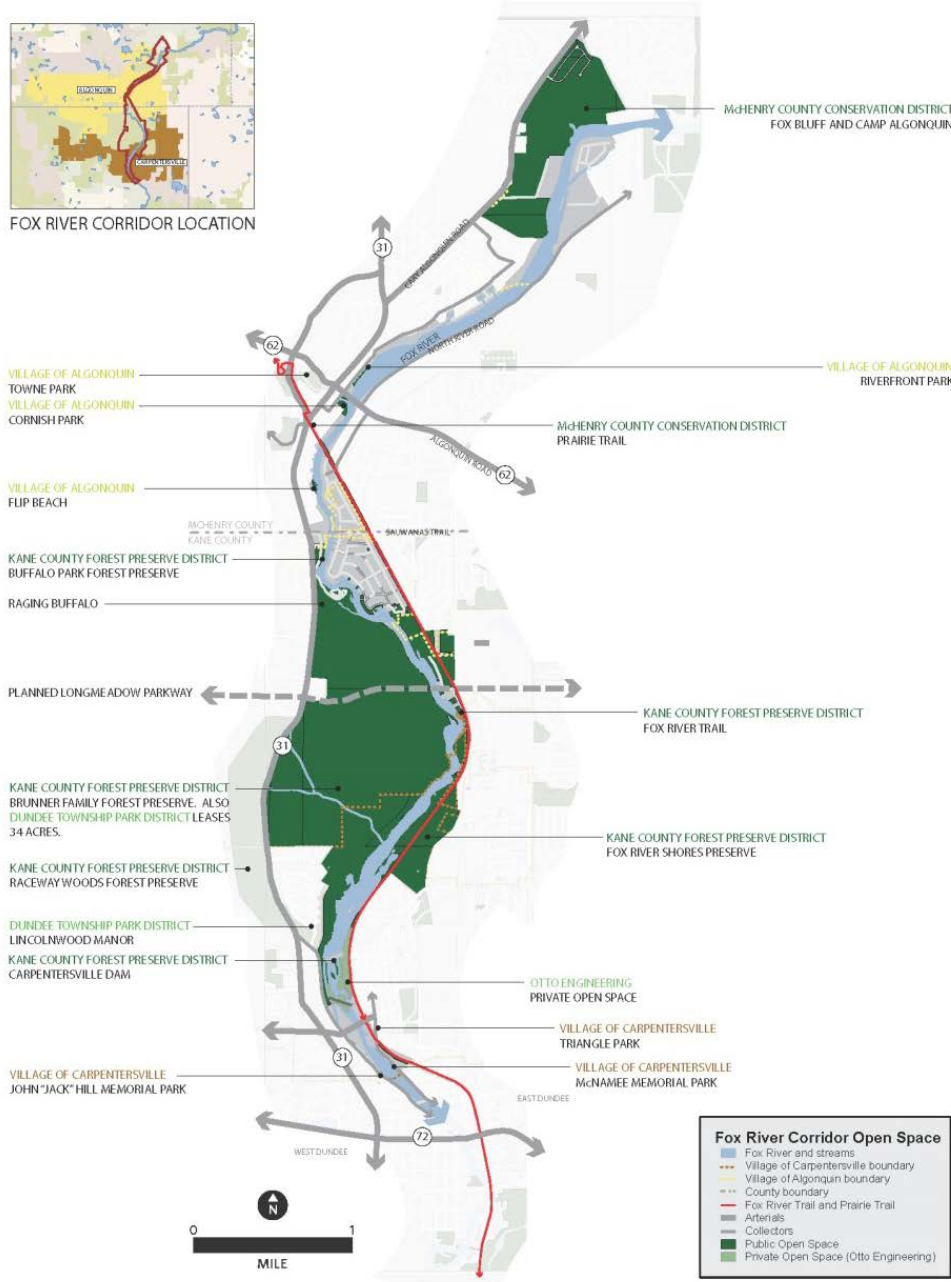 ALGONQUIN
CARPENTERSVILLE
FOX RIVER CORRIDOR LOCATION
McHENRY COUNTY CONSERVATION DISTRICT
FOX BLUFF AND CAMP ALGONQUIN
31
CARY ALGONQUIN ROAD
FOX RIVER
NORTH RIVER ROAD
62
VILLAGE OF ALGONQUIN
TOWNE PARK
VILLAGE OF ALGONQUIN
RIVERFRONT PARK
VILLAGE OF ALGONQUIN
CORNISH PARK
McHENRY COUNTY CONSERVATION DISTRICT
PRAIRIE TRAIL
ALGONQUIN ROAD
62
VILLAGE OF ALGONQUIN
FLIP BEACH
MCHENRY COUNTY
KANE COUNTY
SAUWANAS TRAIL
KANE COUNTY FOREST PRESERVE DISTRICT
BUFFALO PARK FOREST PRESERVE
RAGING BUFFALO
PLANNED LONGMEADOW PARKWAY
KANE COUNTY FOREST PRESERVE DISTRICT
FOX RIVER TRAIL
31
KANE COUNTY FOREST PRESERVE DISTRICT
BRUNNER FAMILY FOREST PRESERVE. ALSO
DUNDEE TOWNSHIP PARK DISTRICT LEASES
34 ACRES.
KANE COUNTY FOREST PRESERVE DISTRICT
FOX RIVER SHORES PRESERVE
KANE COUNTY FOREST PRESERVE DISTRICT
RACEWAY WOODS FOREST PRESERVE
DUNDEE TOWNSHIP PARK DISTRICT
LINCOLNWOOD MANOR
KANE COUNTY FOREST PRESERVE DISTRICT
CARPENTERSVILLE DAM
OTTO ENGINEERING
PRIVATE OPEN SPACE
VILLAGE OF CARPENTERSVILLE
TRIANGLE PARK
31
VILLAGE OF CARPENTERSVILLE
JOHN "JACK" HILL MEMORIAL PARK
VILLAGE OF CARPENTERSVILLE
McNAMEE MEMORIAL PARK
EAST DUNDEE
72
WEST DUNDEE
N
0 1
MILE
Fox River Corridor Open Space
Fox River and streams
Village of Carpentersville boundary
Village of Algonquin boundary
County boundary
Fox River Trail and Prairie Trail
Arterials
Collectors
Public Open Space
Private Open Space (Otto Engineering)